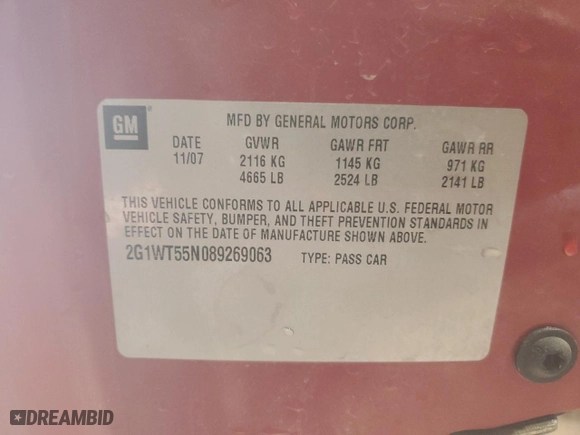 GM
MFD BY GENERAL MOTORS CORP.
DATE GVWR GAWR FRT GAWR RR
11/07 2116 KG 1145 KG 971 KG
4665 LB 2524 LB 2141 LB
THIS VEHICLE CONFORMS TO ALL APPLICABLE U.S. FEDERAL MOTOR
VEHICLE SAFETY, BUMPER, AND THEFT PREVENTION STANDARDS IN
EFFECT ON THE DATE OF MANUFACTURE SHOWN ABOVE.
2G1WT55N089269063 TYPE: PASS CAR
DREAMBID